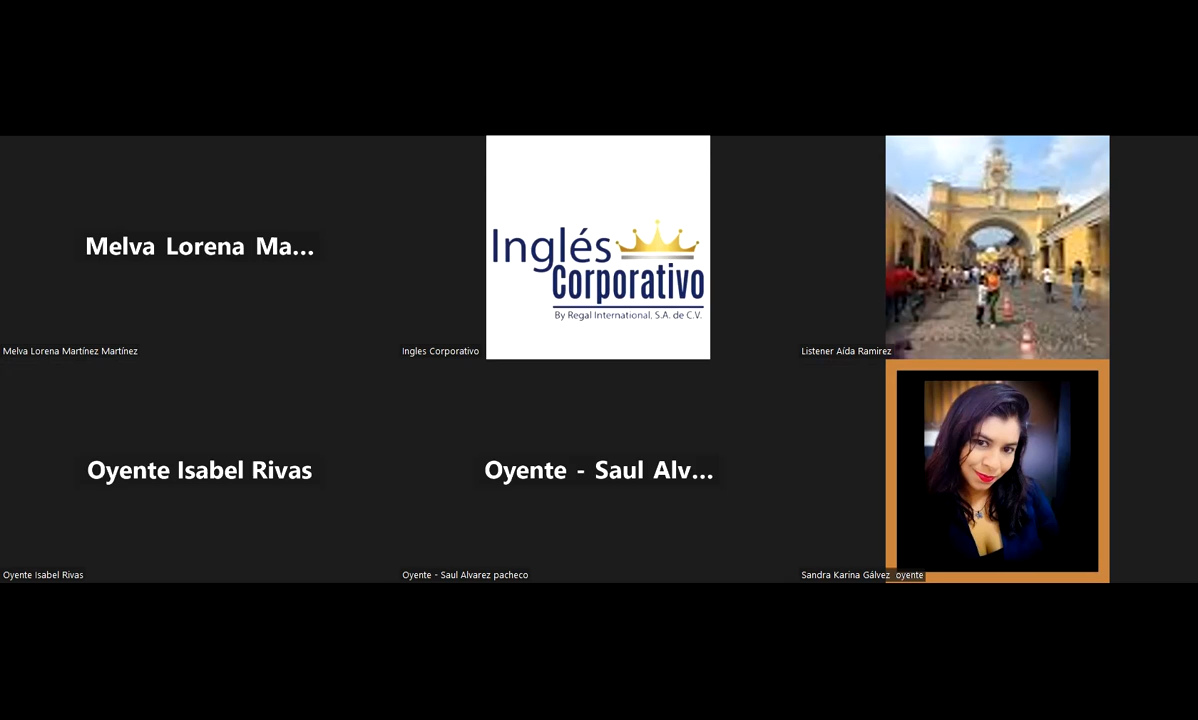 Melva Lorena Ma...
Melva Lorena Martínez Martínez
Inglés
Corporativo
By Regal International, S.A. de C.V.
Ingles Corporativo
Listener Aída Ramirez
Oyente Isabel Rivas
Oyente Isabel Rivas
Oyente - Saul Alv...
Oyente - Saul Alvarez pacheco
Sandra Karina Gálvez oyente